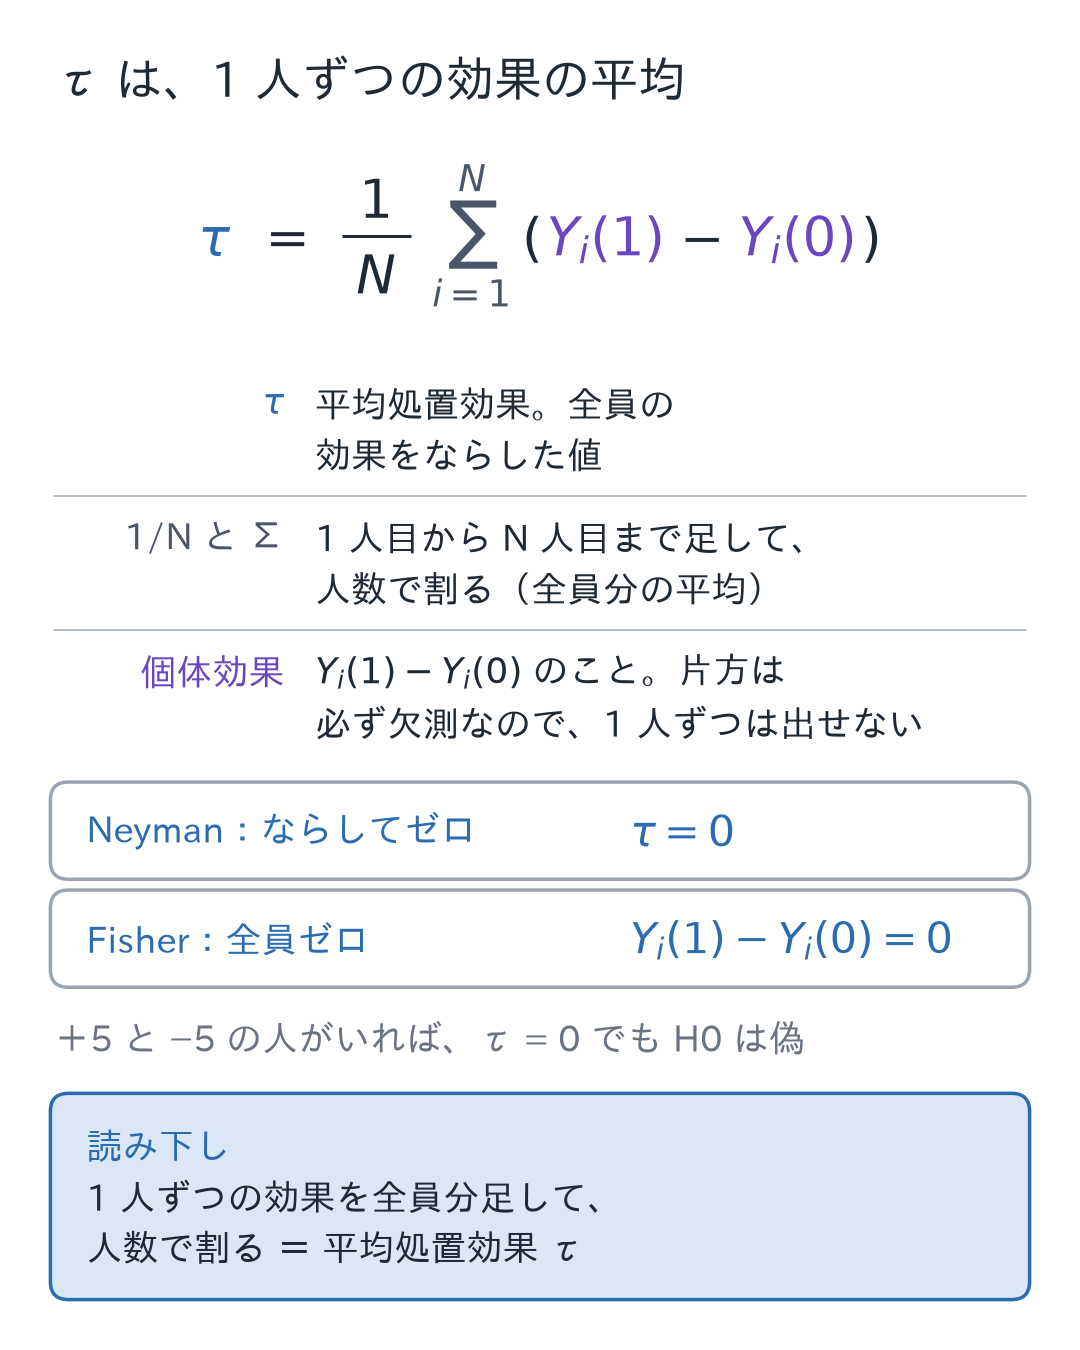 τ は、1 人ずつの効果の平均
τ = 1/N Σ_{i=1}^{N} (Y_i(1) − Y_i(0))
τ 平均処置効果。全員の
効果をならした値
1/N と Σ 1 人目から N 人目まで足して、
人数で割る（全員分の平均）
個体効果 Y_i(1) − Y_i(0) のこと。片方は
必ず欠測なので、1 人ずつは出せない
Neyman：ならしてゼロ τ = 0
Fisher：全員ゼロ Y_i(1) − Y_i(0) = 0
＋5 と −5 の人がいれば、 τ = 0 でも H0 は偽
読み下し
1 人ずつの効果を全員分足して、
人数で割る ＝ 平均処置効果 τ